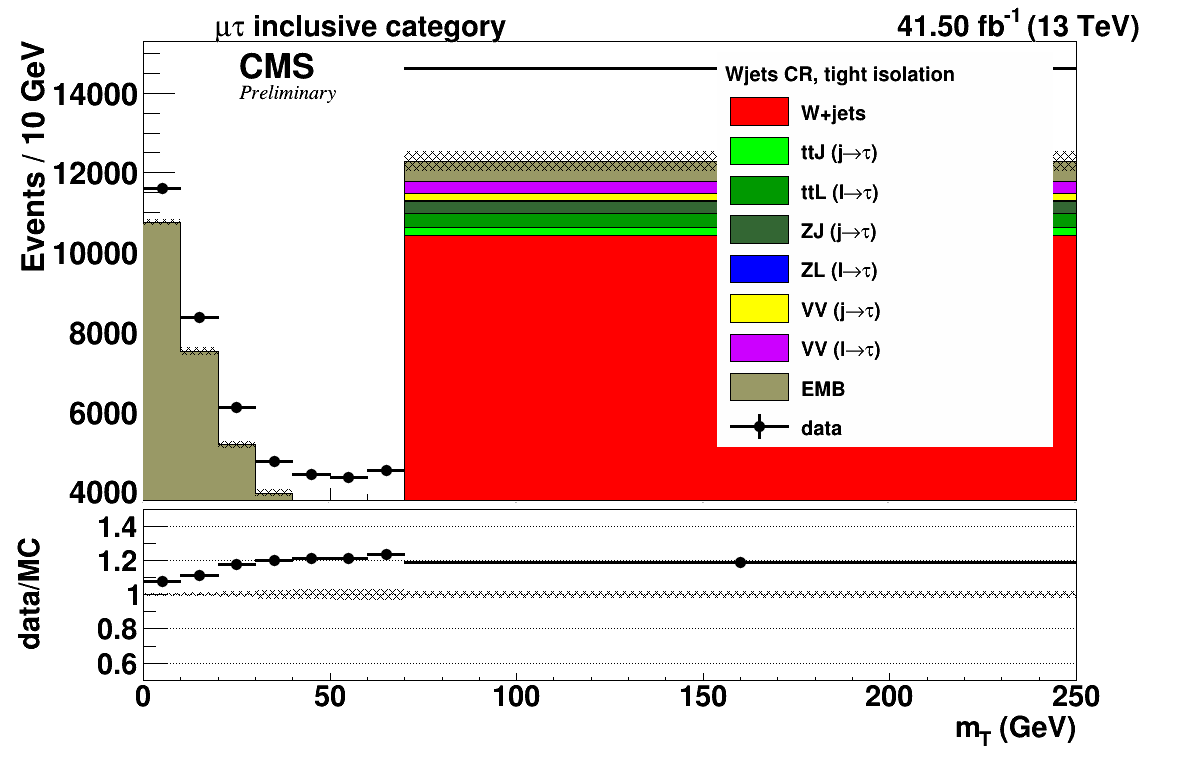 μτ inclusive category
41.50 fb⁻¹ (13 TeV)
CMS
Preliminary
Events / 10 GeV
14000
12000
10000
8000
6000
4000
Wjets CR, tight isolation
W+jets
ttJ (j→τ)
ttL (l→τ)
ZJ (j→τ)
ZL (l→τ)
VV (j→τ)
VV (l→τ)
EMB
data
data/MC
1.4
1.2
1
0.8
0.6
0 50 100 150 200 250
m_T (GeV)